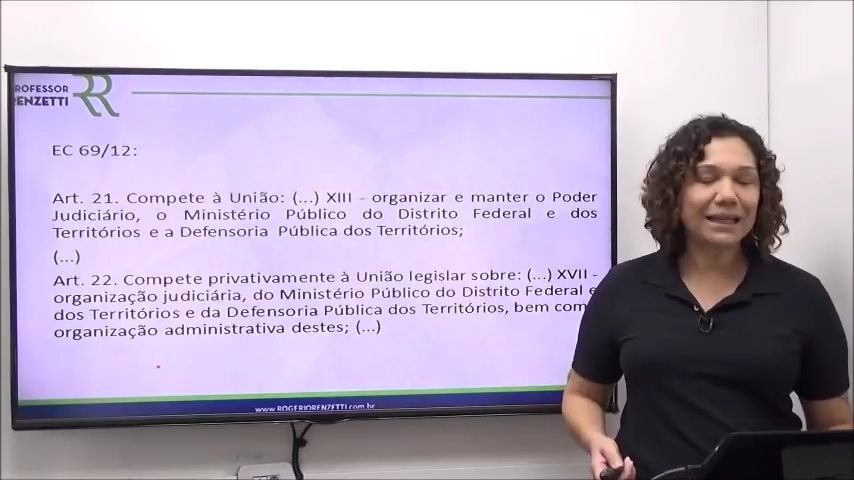 PROFESSOR
RENZETTI
EC 69/12:
Art. 21. Compete à União: (...) XIII - organizar e manter o Poder
Judiciário, o Ministério Público do Distrito Federal e dos
Territórios e a Defensoria Pública dos Territórios;
(...)
Art. 22. Compete privativamente à União legislar sobre: (...) XVII -
organização judiciária, do Ministério Público do Distrito Federal e
dos Territórios e da Defensoria Pública dos Territórios, bem como
organização administrativa destes; (...)
www.ROGERIORENZETTI.com.br